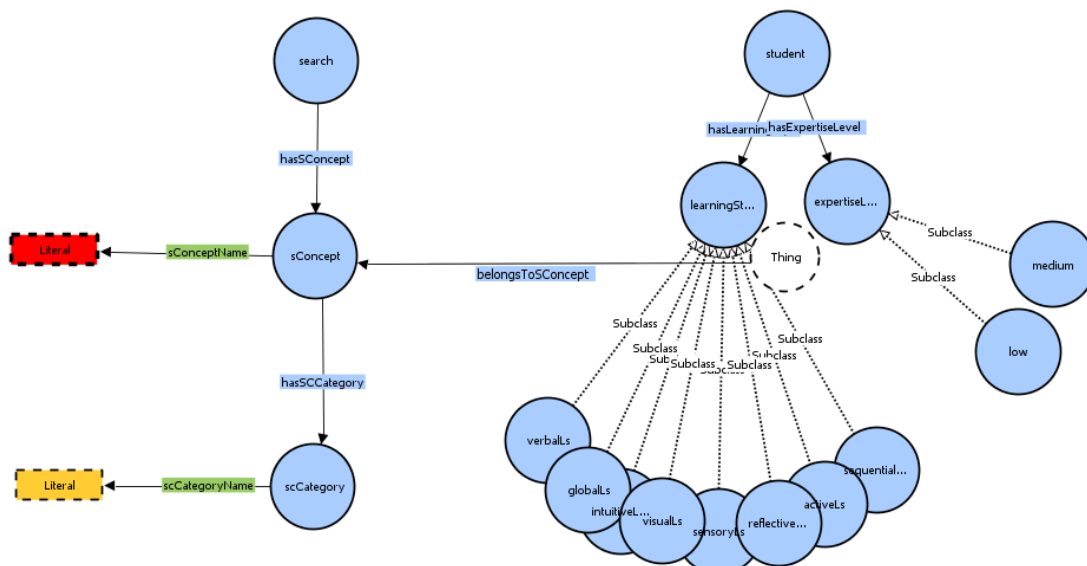 search
student
hasLearning
hasExpertiseLevel
hasSConcept
learningSt...
expertiseL...
Literal
sConceptName
sConcept
belongsToSConcept
Thing
Subclass
medium
Subclass
low
Subclass
Subclass
Subclass
Subclass
Subclass
Subclass
hasSCCategory
verbalLs
Literal
scCategoryName
scCategory
globalLs
intuitiveL...
visualLs
sensoryLs
reflective...
activeLs
sequential...